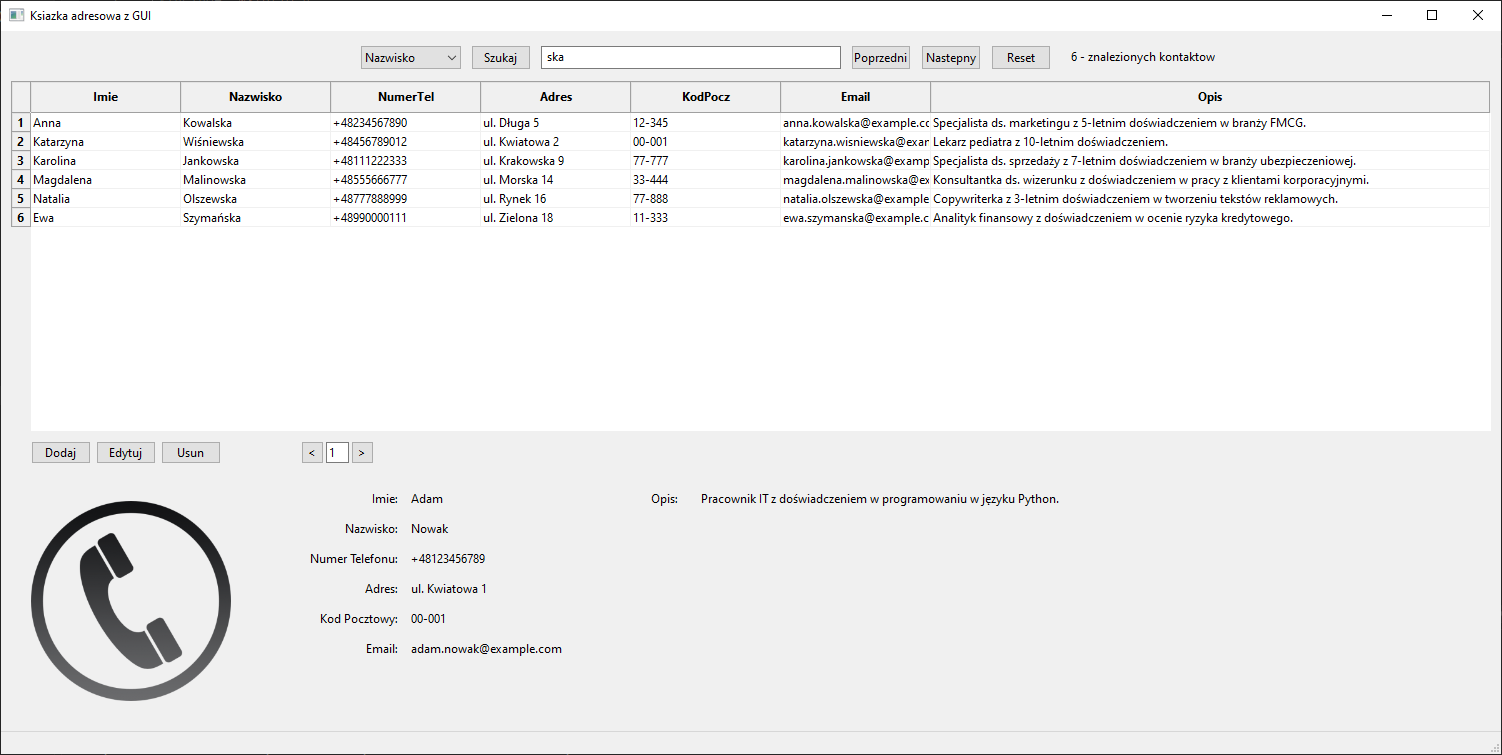 Ksiazka adresowa z GUI
Nazwisko Szukaj ska Poprzedni Nastepny Reset 6 - znalezionych kontaktow
Imie Nazwisko NumerTel Adres KodPocz Email Opis
1 Anna Kowalska +48234567890 ul. Długa 5 12-345 anna.kowalska@example.cc Specjalista ds. marketingu z 5-letnim doświadczeniem w branży FMCG.
2 Katarzyna Wiśniewska +48456789012 ul. Kwiatowa 2 00-001 katarzyna.wisniewska@exar Lekarz pediatra z 10-letnim doświadczeniem.
3 Karolina Jankowska +48111222333 ul. Krakowska 9 77-777 karolina.jankowska@examp Specjalista ds. sprzedaży z 7-letnim doświadczeniem w branży ubezpieczeniowej.
4 Magdalena Malinowska +48555666777 ul. Morska 14 33-444 magdalena.malinowska@ex Konsultantka ds. wizerunku z doświadczeniem w pracy z klientami korporacyjnymi.
5 Natalia Olszewska +48777888999 ul. Rynek 16 77-888 natalia.olszewska@example Copywriterka z 3-letnim doświadczeniem w tworzeniu tekstów reklamowych.
6 Ewa Szymańska +48990000111 ul. Zielona 18 11-333 ewa.szymanska@example.c Analityk finansowy z doświadczeniem w ocenie ryzyka kredytowego.
Dodaj Edytuj Usun < 1 >
Imie: Adam Opis: Pracownik IT z doświadczeniem w programowaniu w języku Python.
Nazwisko: Nowak
Numer Telefonu: +48123456789
Adres: ul. Kwiatowa 1
Kod Pocztowy: 00-001
Email: adam.nowak@example.com